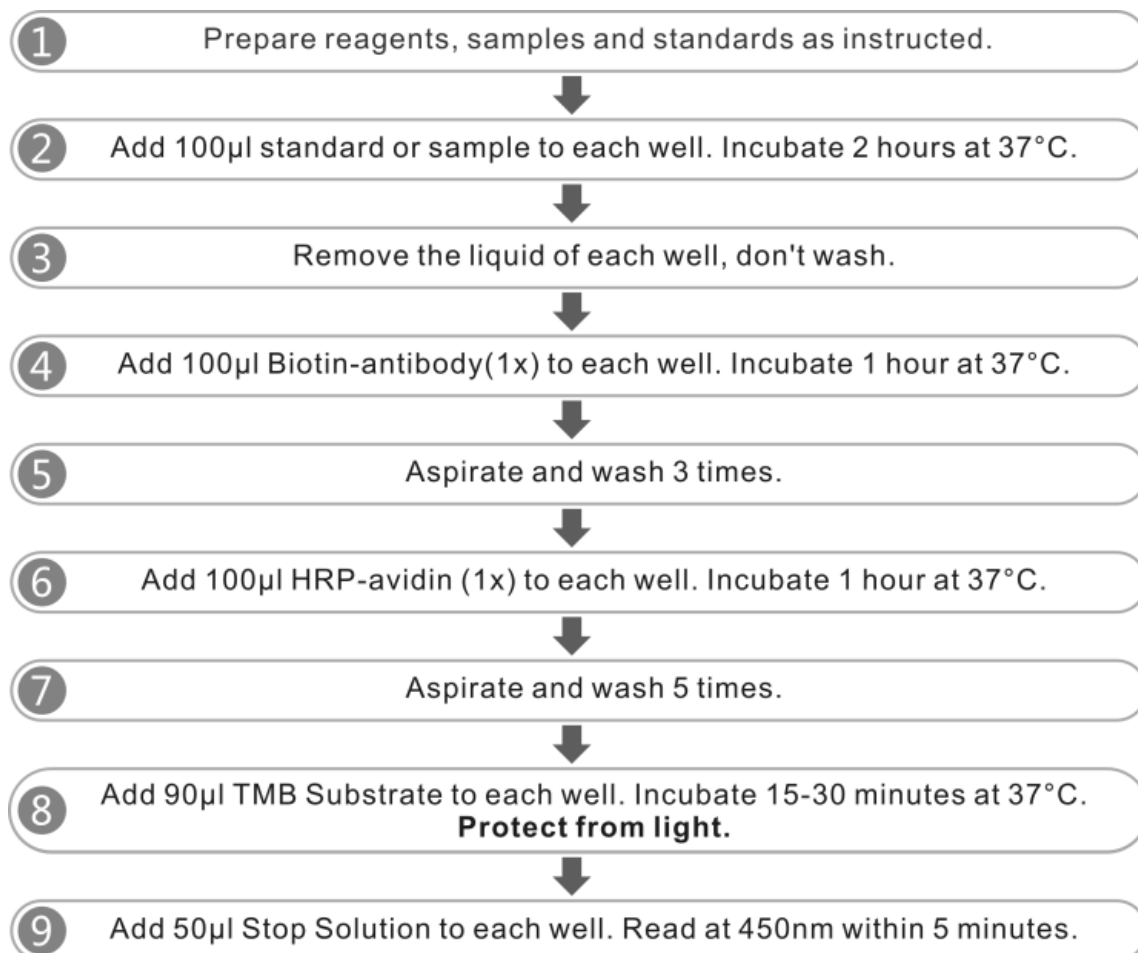 1 Prepare reagents, samples and standards as instructed.
2 Add 100µl standard or sample to each well. Incubate 2 hours at 37°C.
3 Remove the liquid of each well, don't wash.
4 Add 100µl Biotin-antibody(1x) to each well. Incubate 1 hour at 37°C.
5 Aspirate and wash 3 times.
6 Add 100µl HRP-avidin (1x) to each well. Incubate 1 hour at 37°C.
7 Aspirate and wash 5 times.
8 Add 90µl TMB Substrate to each well. Incubate 15-30 minutes at 37°C.
Protect from light.
9 Add 50µl Stop Solution to each well. Read at 450nm within 5 minutes.